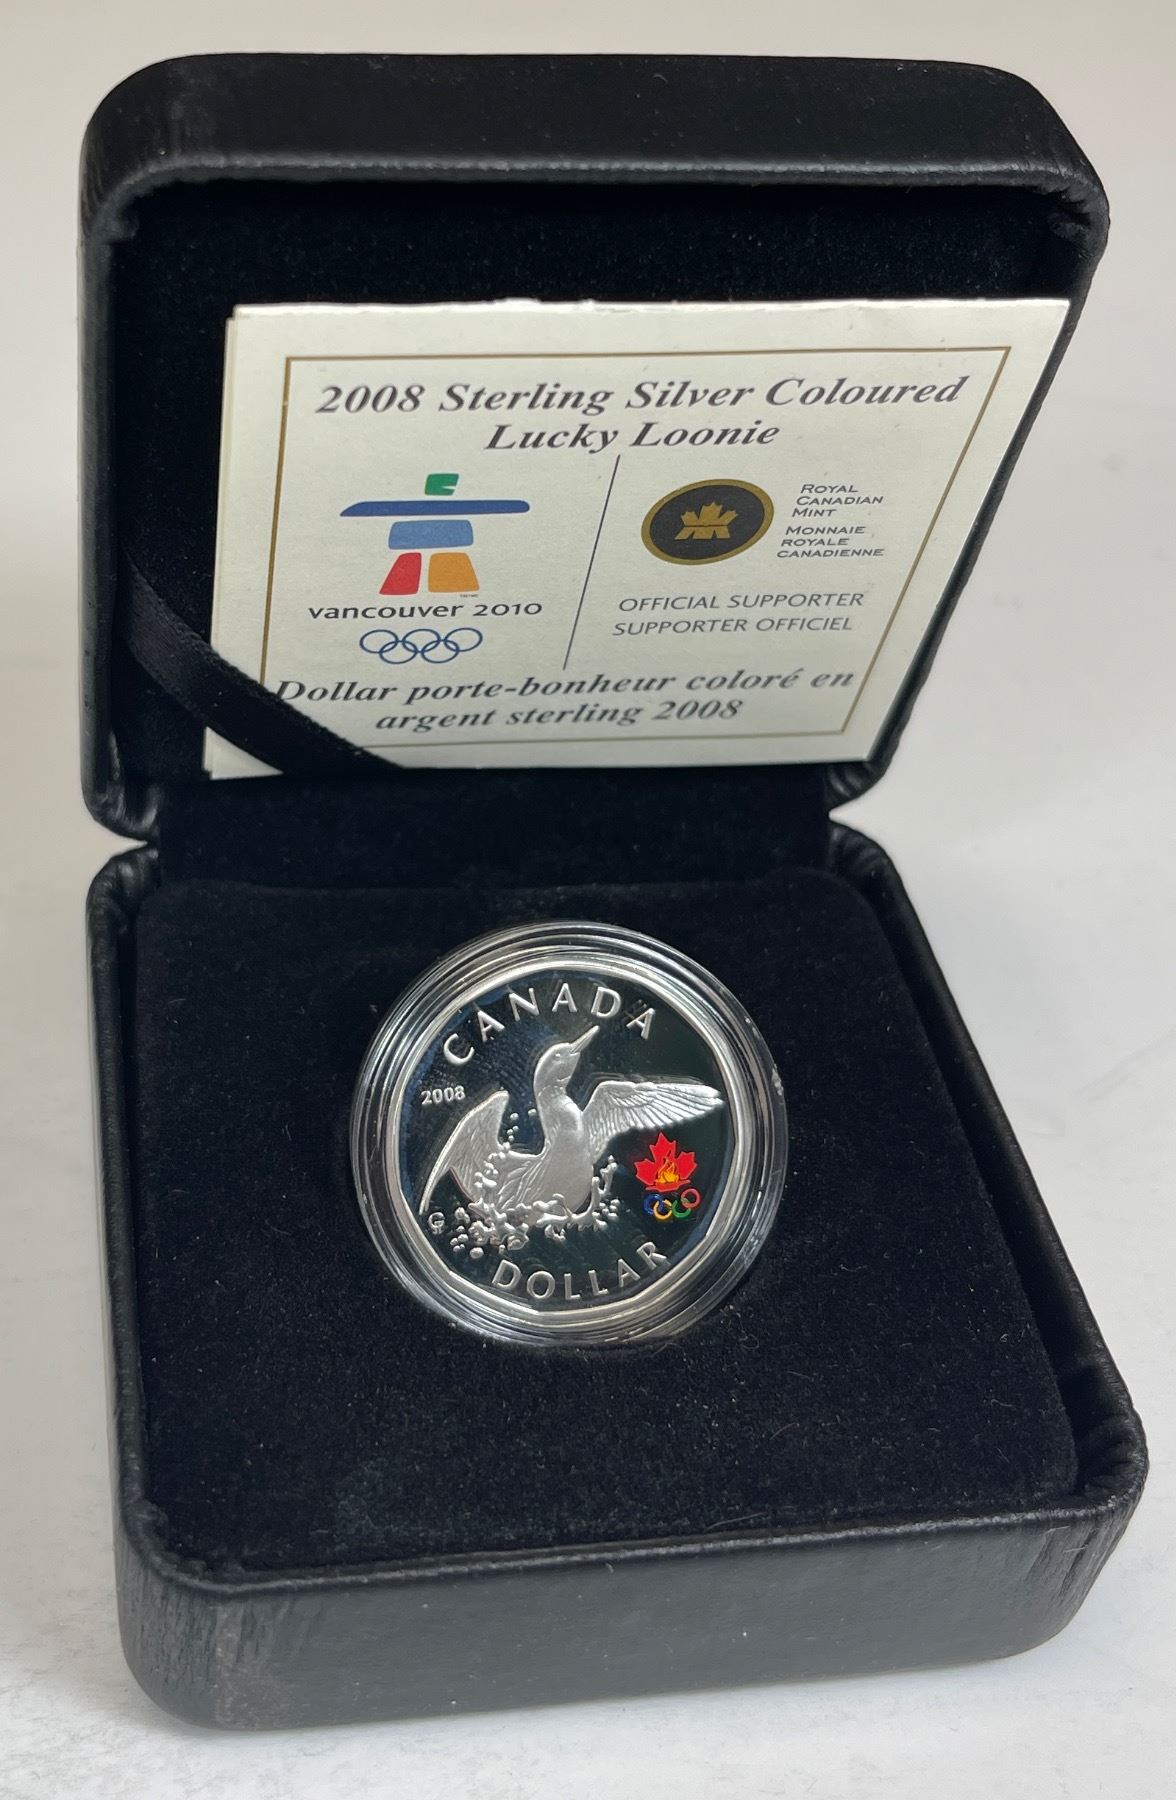 2008 Sterling Silver Coloured
Lucky Loonie
vancouver 2010
ROYAL
CANADIAN
MINT
MONNAIE
ROYALE
CANADIENNE
OFFICIAL SUPPORTER
SUPPORTER OFFICIEL
Dollar porte-bonheur coloré en
argent sterling 2008
CANADA
2008
DOLLAR